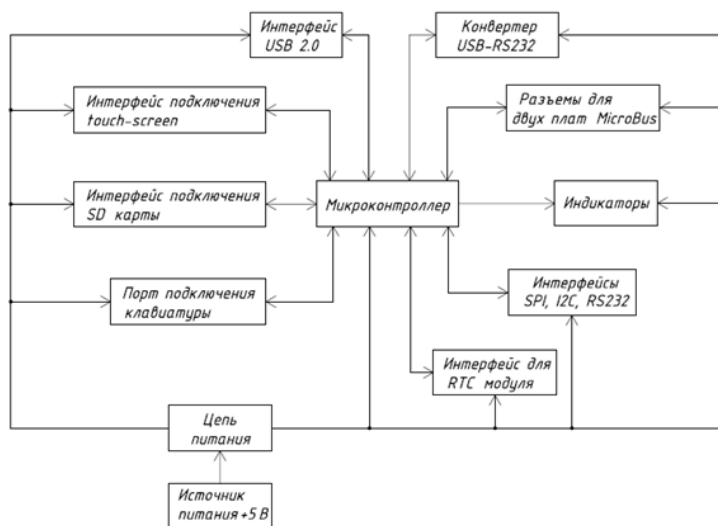 Интерфейс
USB 2.0
Конвертер
USB-RS232
Интерфейс подключения
touch-screen
Разъемы для
двух плат MicroBus
Интерфейс подключения
SD карты
Микроконтроллер
Индикаторы
Порт подключения
клавиатуры
Интерфейсы
SPI, I2C, RS232
Интерфейс для
RTC модуля
Цепь
питания
Источник
питания +5 В